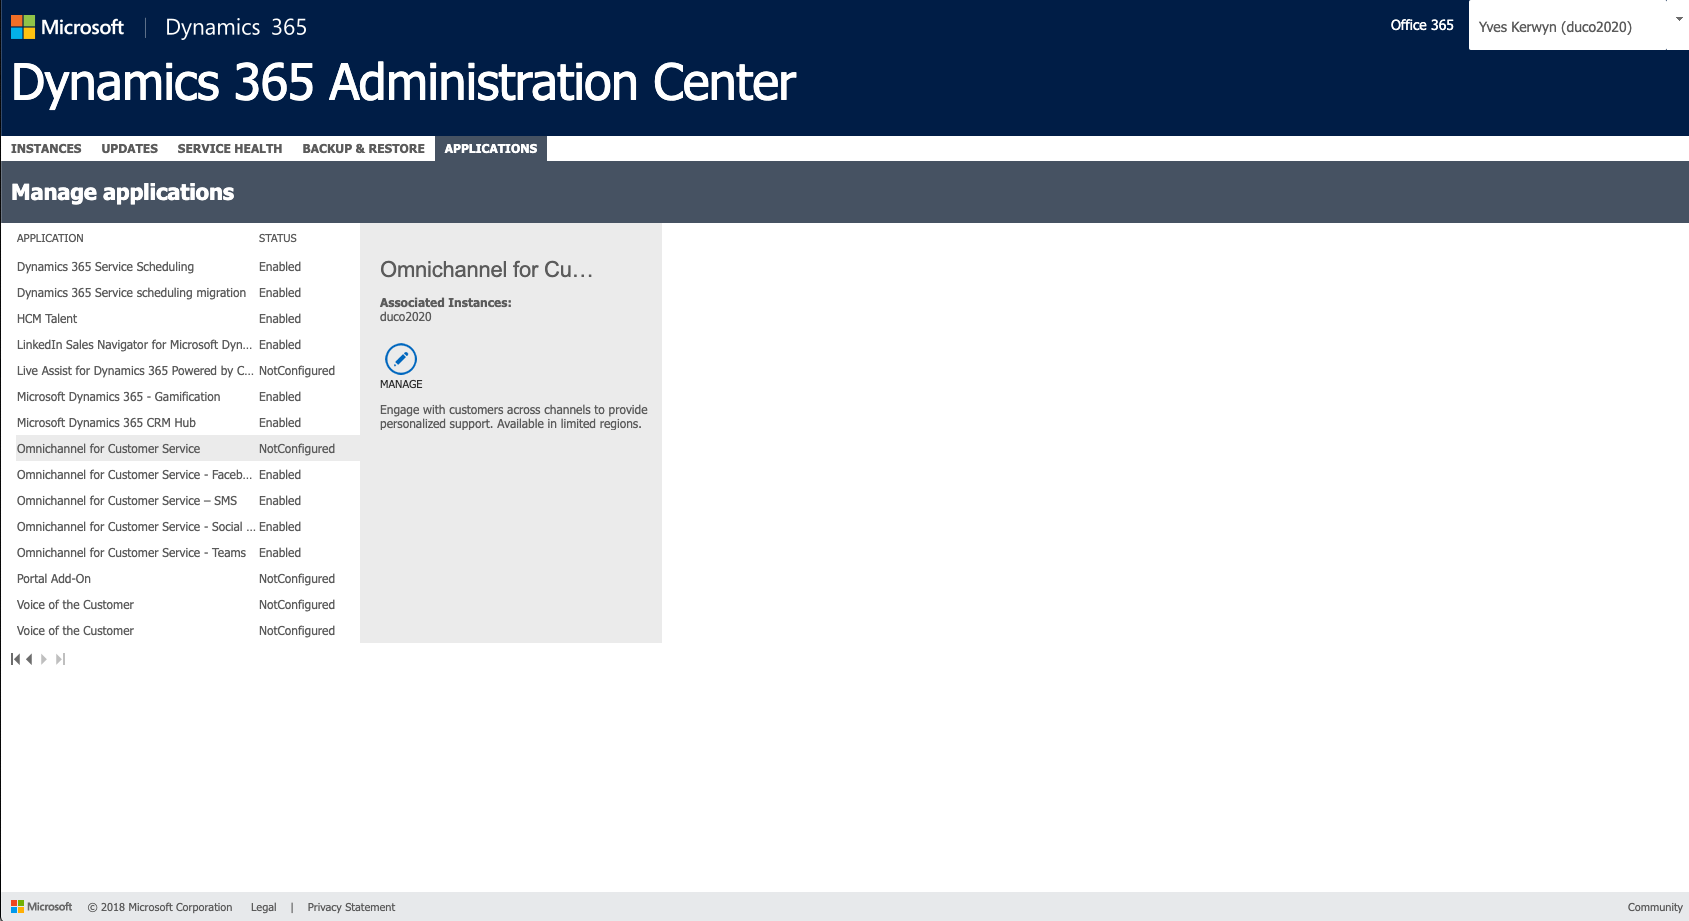 Microsoft | Dynamics 365
Office 365
Yves Kerwyn (duco2020)
Dynamics 365 Administration Center
INSTANCES UPDATES SERVICE HEALTH BACKUP & RESTORE APPLICATIONS
Manage applications
APPLICATION STATUS
Dynamics 365 Service Scheduling Enabled
Dynamics 365 Service scheduling migration Enabled
HCM Talent Enabled
LinkedIn Sales Navigator for Microsoft Dyn... Enabled
Live Assist for Dynamics 365 Powered by C... NotConfigured
Microsoft Dynamics 365 - Gamification Enabled
Microsoft Dynamics 365 CRM Hub Enabled
Omnichannel for Customer Service NotConfigured
Omnichannel for Customer Service - Faceb... Enabled
Omnichannel for Customer Service – SMS Enabled
Omnichannel for Customer Service - Social ... Enabled
Omnichannel for Customer Service - Teams Enabled
Portal Add-On NotConfigured
Voice of the Customer NotConfigured
Voice of the Customer NotConfigured
Omnichannel for Cu...
Associated Instances:
duco2020
MANAGE
Engage with customers across channels to provide
personalized support. Available in limited regions.
Microsoft © 2018 Microsoft Corporation Legal | Privacy Statement
Community